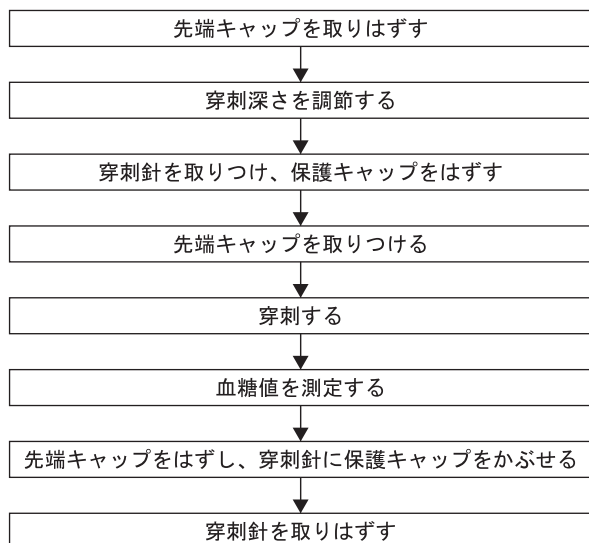 先端キャップを取りはずす
穿刺深さを調節する
穿刺針を取りつけ、保護キャップをはずす
先端キャップを取りつける
穿刺する
血糖値を測定する
先端キャップをはずし、穿刺針に保護キャップをかぶせる
穿刺針を取りはずす